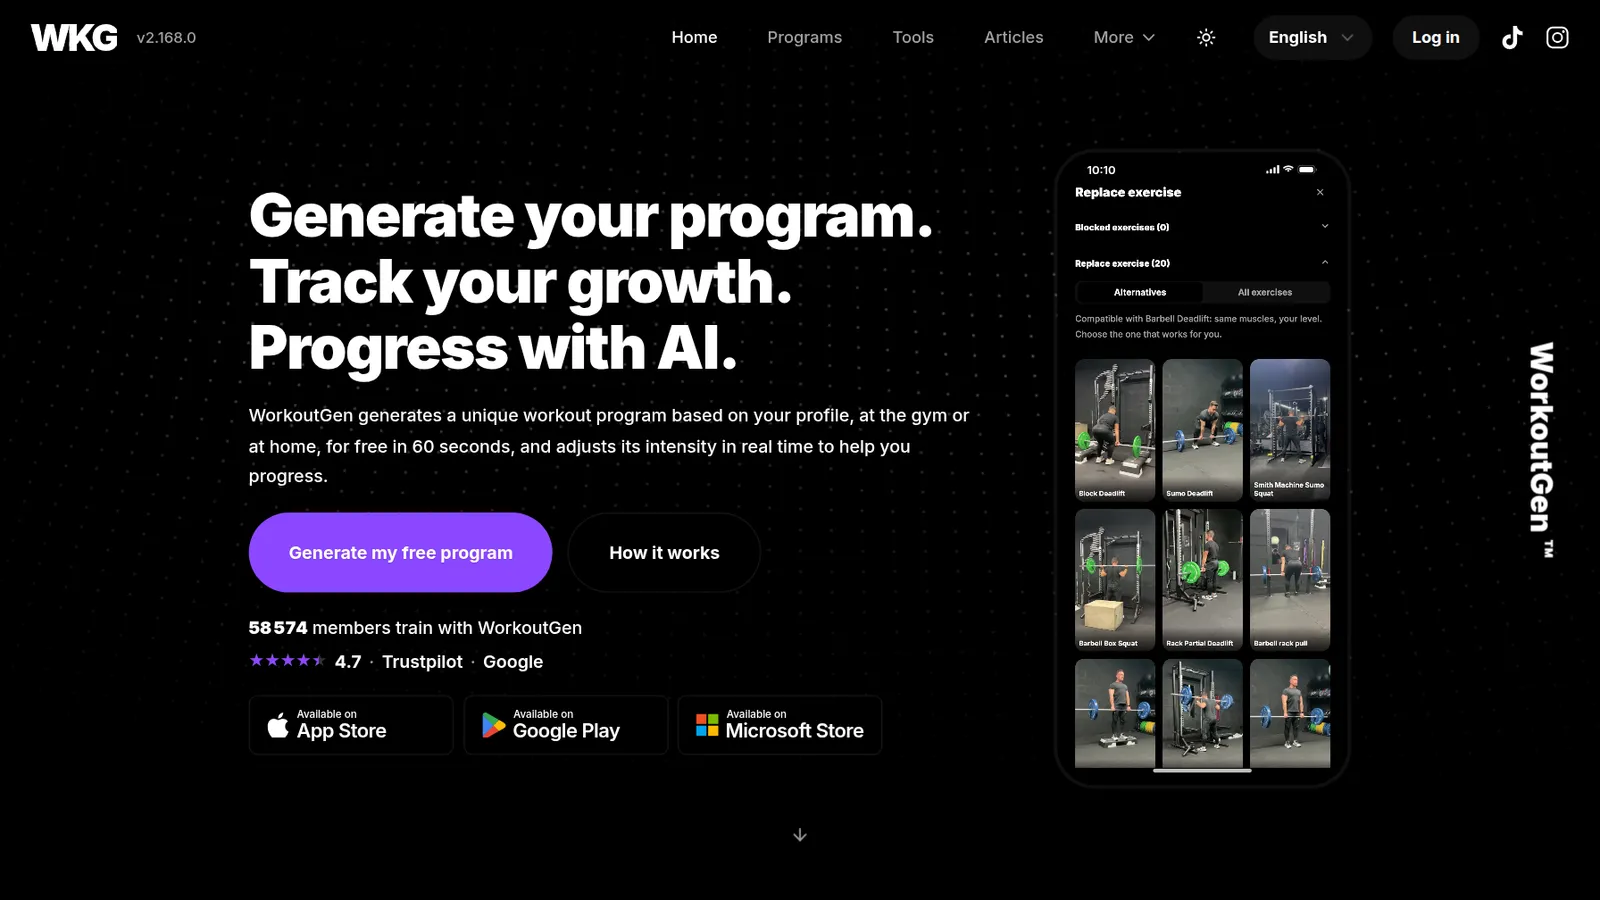 WKG
v2.168.0
Home
Programs
Tools
Articles
More
English
Log in
Generate your program.
Track your growth.
Progress with AI.
WorkoutGen generates a unique workout program based on your profile, at the gym or
at home, for free in 60 seconds, and adjusts its intensity in real time to help you
progress.
Generate my free program
How it works
58 574 members train with WorkoutGen
4.7 · Trustpilot · Google
Available on
App Store
Available on
Google Play
Available on
Microsoft Store
10:10
Replace exercise
Blocked exercises (0)
Replace exercise (20)
Alternatives
All exercises
Compatible with Barbell Deadlift: same muscles, your level.
Choose the one that works for you.
Block Deadlift
Sumo Deadlift
Smith Machine Sumo
Squat
Barbell Box Squat
Rack Partial Deadlift
Barbell rack pull
WorkoutGen™